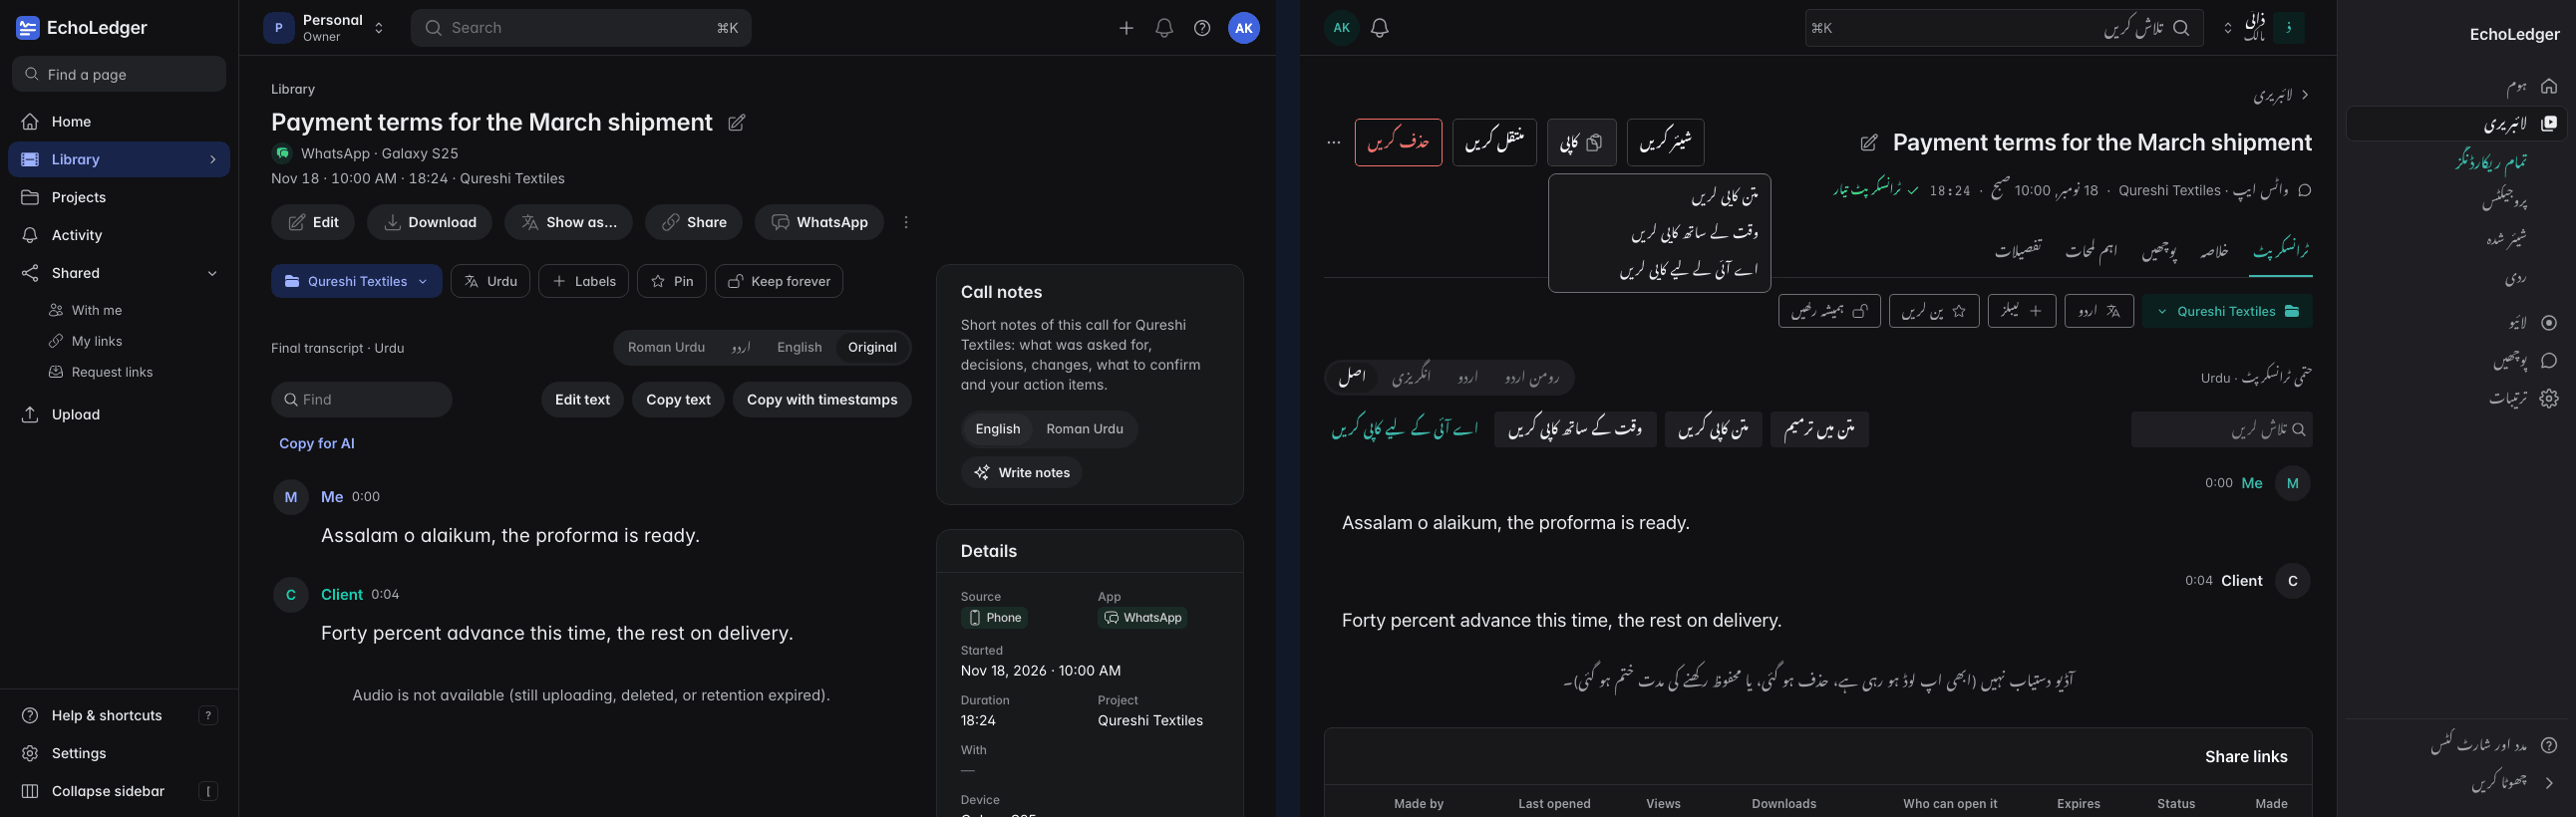 EchoLedger
Find a page
Home
Library
Projects
Activity
Shared
With me
My links
Request links
Upload
Help & shortcuts ?
Settings
Collapse sidebar [
P Personal
Owner
Search ⌘K
AK
Library
Payment terms for the March shipment
WhatsApp · Galaxy S25
Nov 18 · 10:00 AM · 18:24 · Qureshi Textiles
Edit Download Show as... Share WhatsApp
Qureshi Textiles Urdu Labels Pin Keep forever
Final transcript · Urdu
Roman Urdu اردو English Original
Find Edit text Copy text Copy with timestamps
Copy for AI
M Me 0:00
Assalam o alaikum, the proforma is ready.
C Client 0:04
Forty percent advance this time, the rest on delivery.
Audio is not available (still uploading, deleted, or retention expired).
Call notes
Short notes of this call for Qureshi
Textiles: what was asked for,
decisions, changes, what to confirm
and your action items.
English Roman Urdu
Write notes
Details
Source App
Phone WhatsApp
Started
Nov 18, 2026 · 10:00 AM
Duration Project
18:24 Qureshi Textiles
With
—
Device
EchoLedger
ہوم
لائبریری
تمام ریکارڈنگز
پروجیکٹس
شیئر شدہ
ردی
لائیو
پوچھیں
ترتیبات
مدد اور شارٹ کٹس
چھوٹا کریں
ذ ذاتی
مالک
تلاش کریں ⌘K
AK
لائبریری
Payment terms for the March shipment
شیئر کریں کاپی منتقل کریں حذف کریں
متن کاپی کریں
وقت کے ساتھ کاپی کریں
اے آئی کے لیے کاپی کریں
واٹس ایپ · Qureshi Textiles · 18 نومبر, 10:00 صبح · 18:24 ٹرانسکرپٹ تیار
ٹرانسکرپٹ خلاصہ پوچھیں اہم لمحات تفصیلات
Qureshi Textiles اردو لیبلز پن کریں ہمیشہ رکھیں
حتمی ٹرانسکرپٹ · Urdu
رومن اردو اردو انگریزی اصل
تلاش کریں متن میں ترمیم متن کاپی کریں وقت کے ساتھ کاپی کریں اے آئی کے لیے کاپی کریں
M Me 0:00
Assalam o alaikum, the proforma is ready.
C Client 0:04
Forty percent advance this time, the rest on delivery.
آڈیو دستیاب نہیں (ابھی اپ لوڈ ہو رہی ہے، حذف ہو گئی، یا محفوظ رکھنے کی مدت ختم ہو گئی)۔
Share links
Made Status Expires Who can open it Downloads Views Last opened Made by